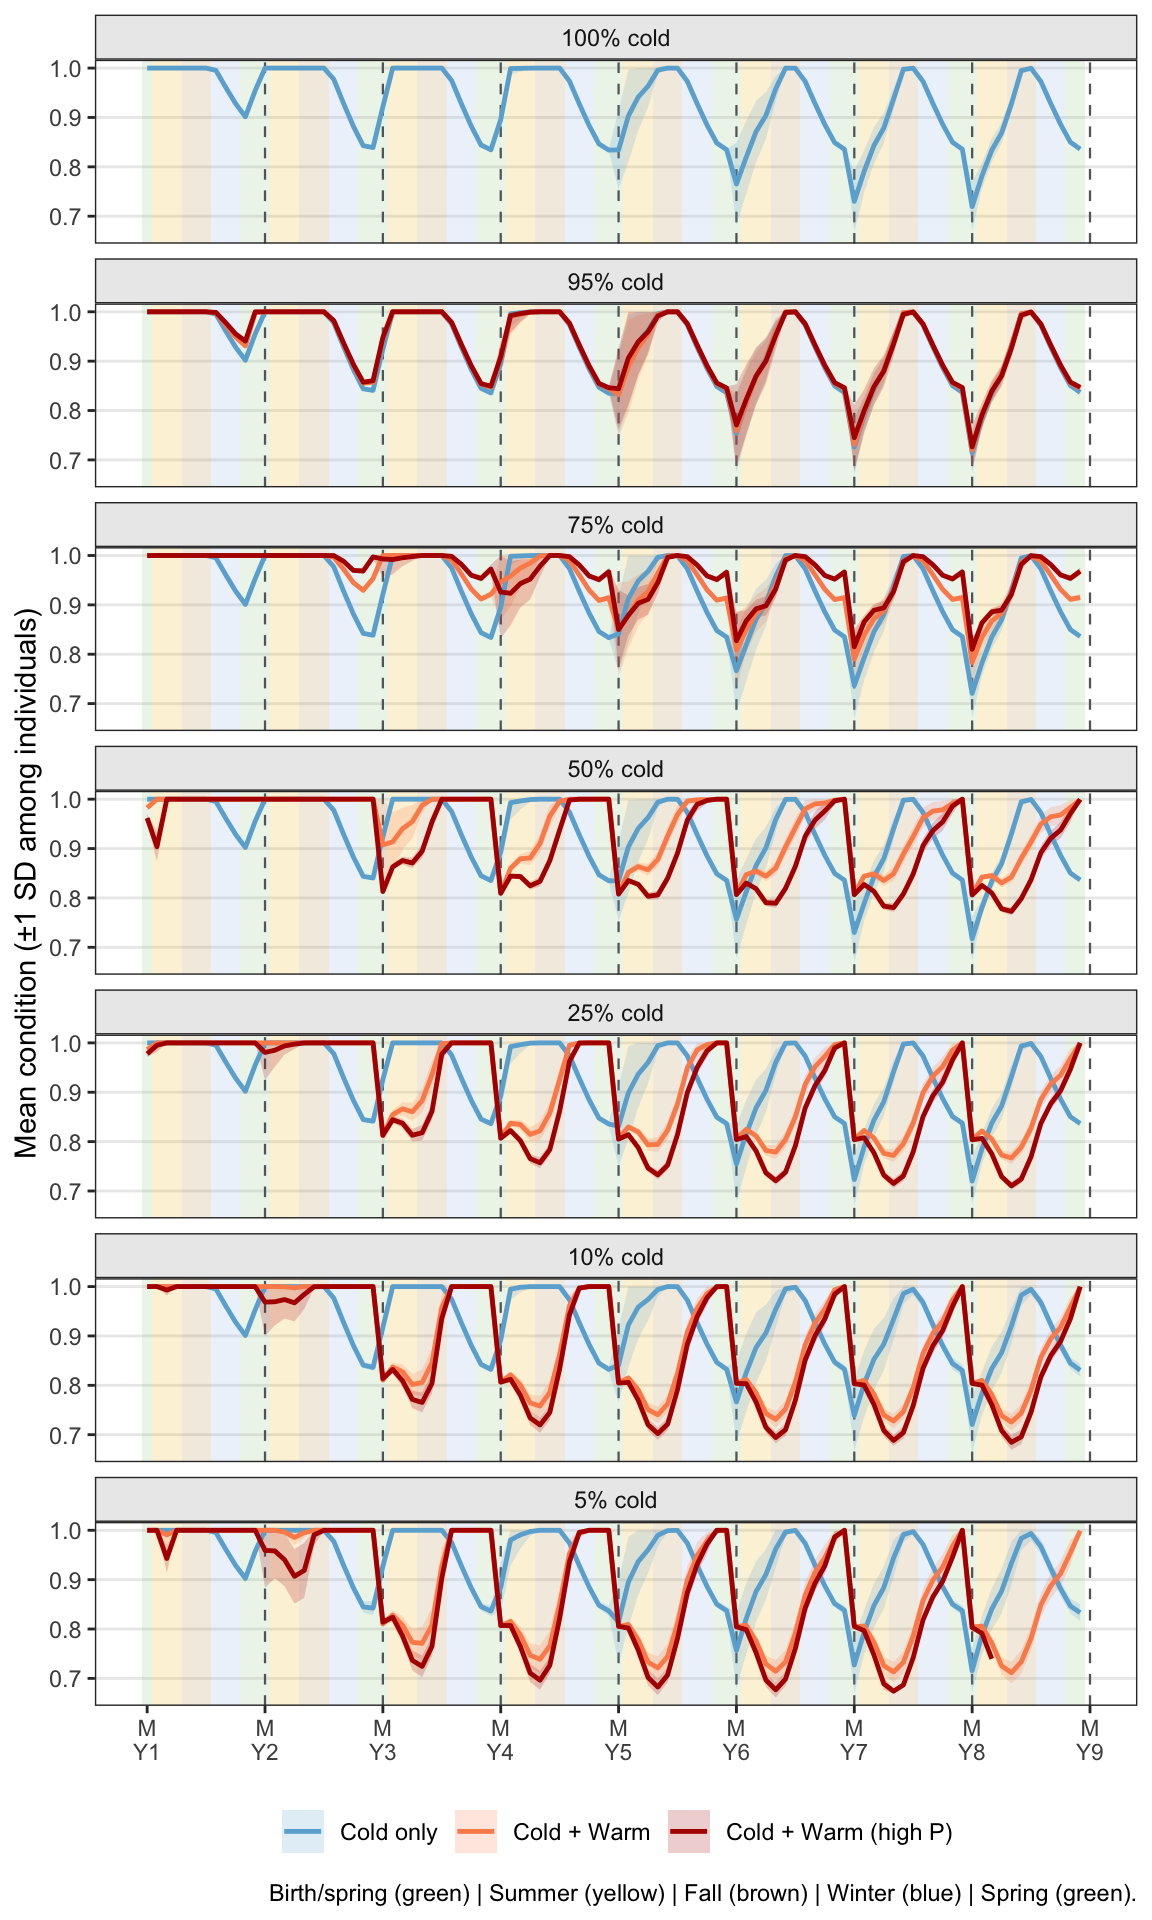 100% cold
1.0
0.9
0.8
0.7
95% cold
1.0
0.9
0.8
0.7
75% cold
1.0
0.9
0.8
0.7
Mean condition (±1 SD among individuals)
50% cold
1.0
0.9
0.8
0.7
25% cold
1.0
0.9
0.8
0.7
10% cold
1.0
0.9
0.8
0.7
5% cold
1.0
0.9
0.8
0.7
M M M M M M M M M
Y1 Y2 Y3 Y4 Y5 Y6 Y7 Y8 Y9
Cold only Cold + Warm Cold + Warm (high P)
Birth/spring (green) | Summer (yellow) | Fall (brown) | Winter (blue) | Spring (green).